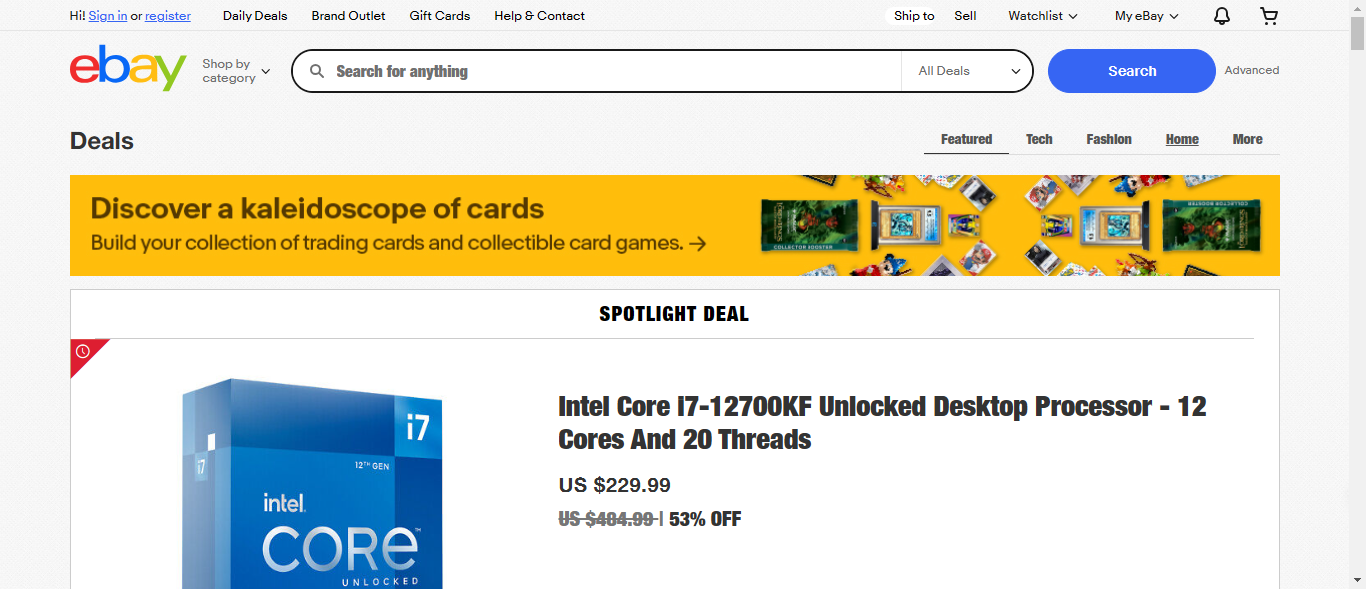 Hi! Sign in or register Daily Deals Brand Outlet Gift Cards Help & Contact Ship to Sell Watchlist My eBay
ebay
Shop by category
Search for anything
All Deals
Search
Advanced
Deals
Featured Tech Fashion Home More
Discover a kaleidoscope of cards
Build your collection of trading cards and collectible card games. →
COLLECTOR BOOSTER
SPOTLIGHT DEAL
i7
i7
12TH GEN
intel.
CORE™
UNLOCKED
Intel Core i7-12700KF Unlocked Desktop Processor - 12
Cores And 20 Threads
US $229.99
US $484.99 | 53% OFF